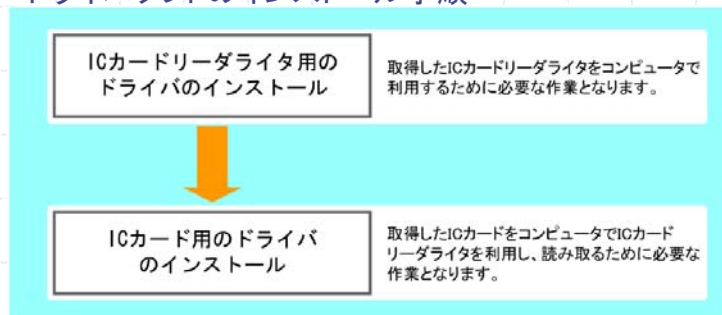 ICカードリーダライタ用の
ドライバのインストール
取得したICカードリーダライタをコンピュータで
利用するために必要な作業となります。
ICカード用のドライバ
のインストール
取得したICカードをコンピュータでICカード
リーダライタを利用し、読み取るために必要な
作業となります。